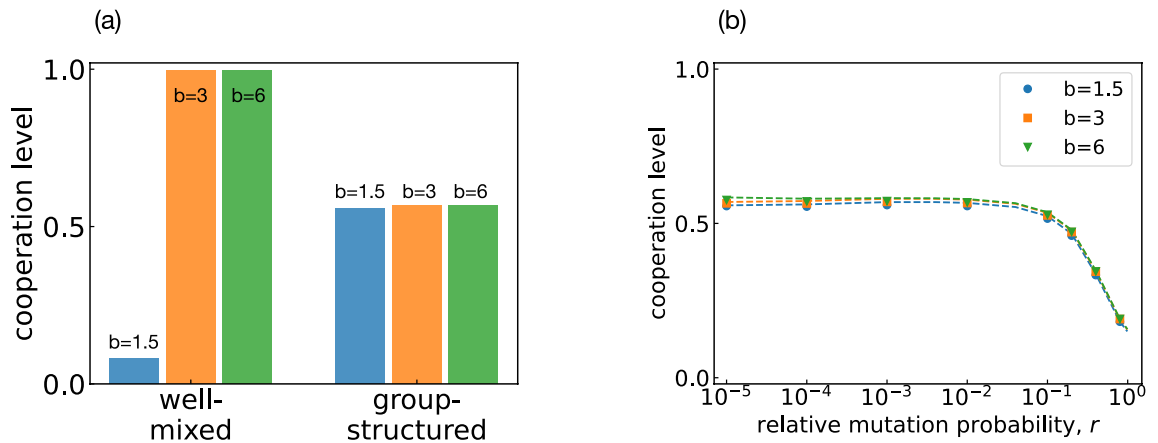 (a)
1.0
0.5
0.0
cooperation level
b=3
b=6
b=1.5
b=1.5
b=3
b=6
well-
mixed
group-
structured
(b)
1.0
0.5
0.0
cooperation level
b=1.5
b=3
b=6
10⁻⁵
10⁻⁴
10⁻³
10⁻²
10⁻¹
10⁰
relative mutation probability, r